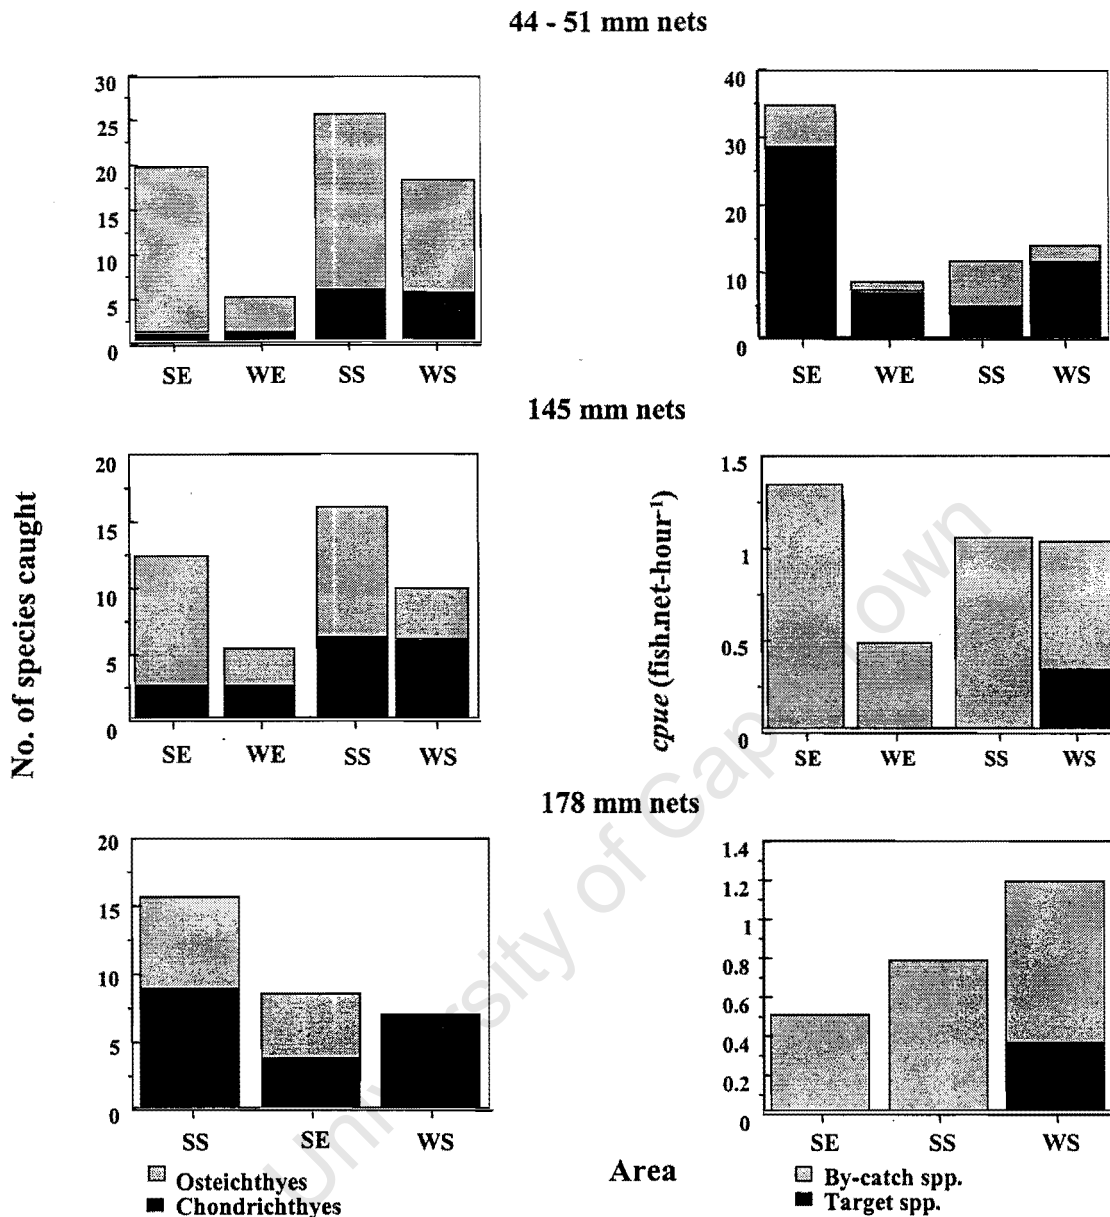 44 - 51 mm nets
30
25
20
15
10
5
0
SE WE SS WS
40
30
20
10
0
SE WE SS WS
145 mm nets
No. of species caught
20
15
10
5
0
SE WE SS WS
cpue (fish.net-hour-1)
1.5
1
0.5
0
SE WE SS WS
178 mm nets
20
15
10
5
0
SS SE WS
1.4
1.2
1
0.8
0.6
0.4
0.2
0
SE SS WS
Osteichthyes
Chondrichthyes
Area
By-catch spp.
Target spp.
University of Cape Town